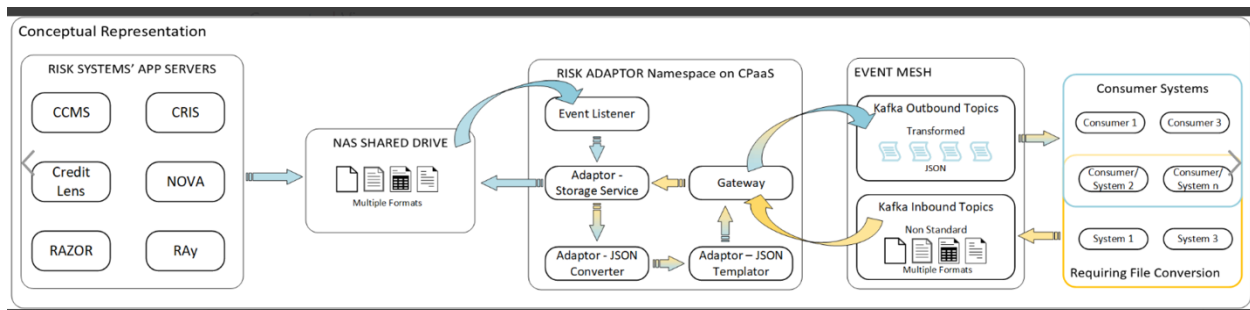 Conceptual Representation
RISK SYSTEMS' APP SERVERS
CCMS
CRIS
Credit
Lens
NOVA
RAZOR
RAy
NAS SHARED DRIVE
Multiple Formats
RISK ADAPTOR Namespace on CPaaS
Event Listener
Adaptor -
Storage Service
Gateway
Adaptor - JSON
Converter
Adaptor – JSON
Templator
EVENT MESH
Kafka Outbound Topics
Transformed
JSON
Kafka Inbound Topics
Non Standard
Multiple Formats
Consumer Systems
Consumer 1
Consumer 3
Consumer/
System 2
Consumer/
System n
System 1
System 3
Requiring File Conversion